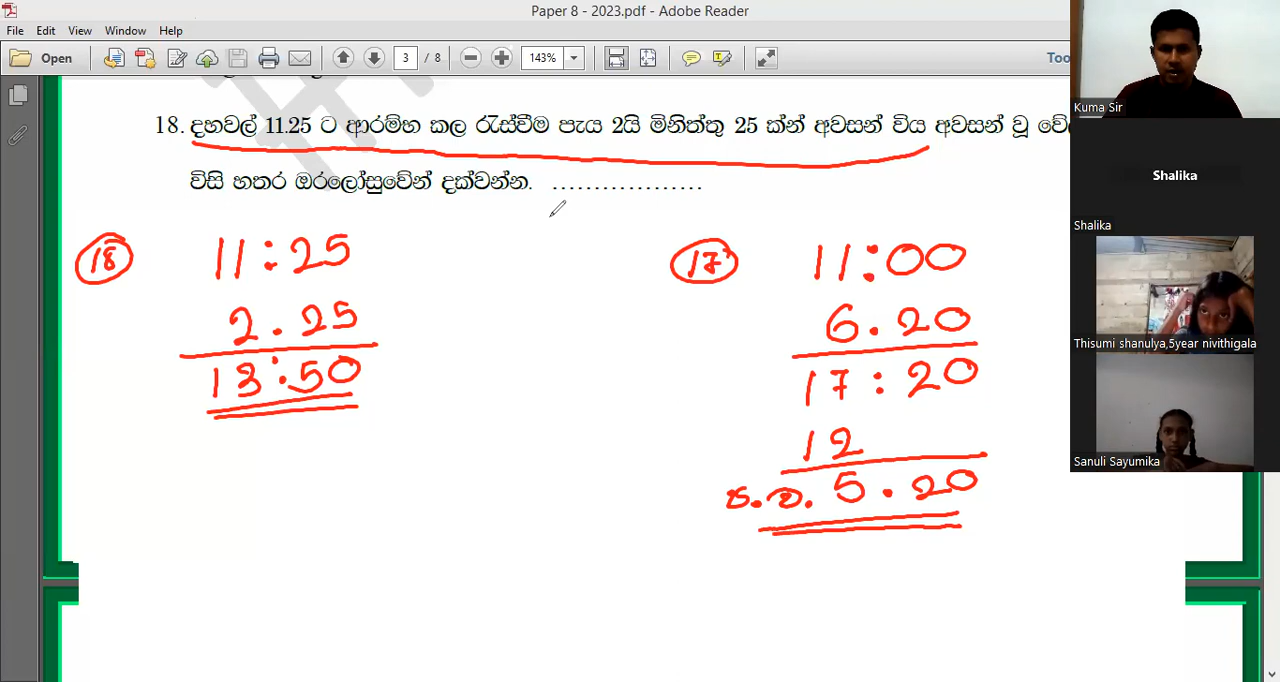 Paper 8 - 2023.pdf - Adobe Reader
File Edit View Window Help
Open 3 / 8 143% Too
18. දහවල් 11.25 ට ආරම්භ කල රැස්වීම පැය 2යි මිනිත්තු 25 ක්න් අවසන් විය අවසන් වූ
විසි හතර ඔරලෝසුවේන් දක්වන්න. ..................
18 11:25
2.25
13:50
17 11:00
6.20
17:20
12
ප.ව. 5.20
Kuma Sir
Shalika
Shalika
Thisumi shanulya,5year nivithigala
Sanuli Sayumika